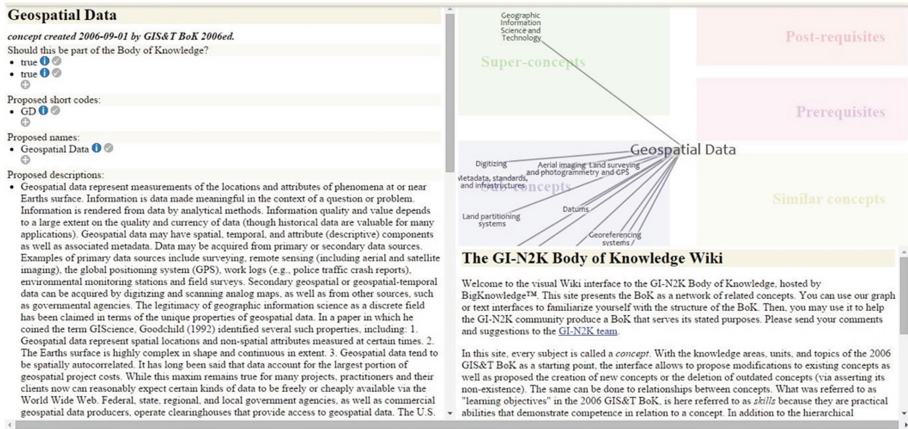 Geospatial Data
concept created 2006-09-01 by GIS&T BoK 2006ed.
Should this be part of the Body of Knowledge?
• true
• true
Proposed short codes:
• GD
Proposed names:
• Geospatial Data
Proposed descriptions:
• Geospatial data represent measurements of the locations and attributes of phenomena at or near
Earths surface. Information is data made meaningful in the context of a question or problem.
Information is rendered from data by analytical methods. Information quality and value depends
to a large extent on the quality and currency of data (though historical data are valuable for many
applications). Geospatial data may have spatial, temporal, and attribute (descriptive) components
as well as associated metadata. Data may be acquired from primary or secondary data sources.
Examples of primary data sources include surveying, remote sensing (including aerial and satellite
imaging), the global positioning system (GPS), work logs (e.g., police traffic crash reports),
environmental monitoring stations and field surveys. Secondary geospatial or geospatial-temporal
data can be acquired by digitizing and scanning analog maps, as well as from other sources, such
as governmental agencies. The legitimacy of geographic information science as a discrete field
has been claimed in terms of the unique properties of geospatial data. In a paper in which he
coined the term GIScience, Goodchild (1992) identified several such properties, including: 1.
Geospatial data represent spatial locations and non-spatial attributes measured at certain times. 2.
The Earths surface is highly complex in shape and continuous in extent. 3. Geospatial data tend to
be spatially autocorrelated. It has long been said that data account for the largest portion of
geospatial project costs. While this maxim remains true for many projects, practitioners and their
clients now can reasonably expect certain kinds of data to be freely or cheaply available via the
World Wide Web. Federal, state, regional, and local government agencies, as well as commercial
geospatial data producers, operate clearinghouses that provide access to geospatial data. The U.S.
Geographic
Information
Science and
Technology
Super-concepts
Post-requisites
Prerequisites
Geospatial Data
Digitizing
Aerial imaging
and photogrammetry
Land surveying
and GPS
Metadata, standards,
and infrastructures
Sub-concepts
Similar concepts
Datums
Land partitioning
systems
Georeferencing
systems
The GI-N2K Body of Knowledge Wiki
Welcome to the visual Wiki interface to the GI-N2K Body of Knowledge, hosted by
BigKnowledge™. This site presents the BoK as a network of related concepts. You can use our graph
or text interfaces to familiarize yourself with the structure of the BoK. Then, you may use it to help
the GI-N2K community produce a BoK that serves its stated purposes. Please send your comments
and suggestions to the GI-N2K team.
In this site, every subject is called a concept. With the knowledge areas, units, and topics of the 2006
GIS&T BoK as a starting point, the interface allows to propose modifications to existing concepts as
well as proposed the creation of new concepts or the deletion of outdated concepts (via asserting its
non-existence). The same can be done to relationships between concepts. What was referred to as
"learning objectives" in the 2006 GIS&T BoK, is here referred to as skills because they are practical
abilities that demonstrate competence in relation to a concept. In addition to the hierarchical